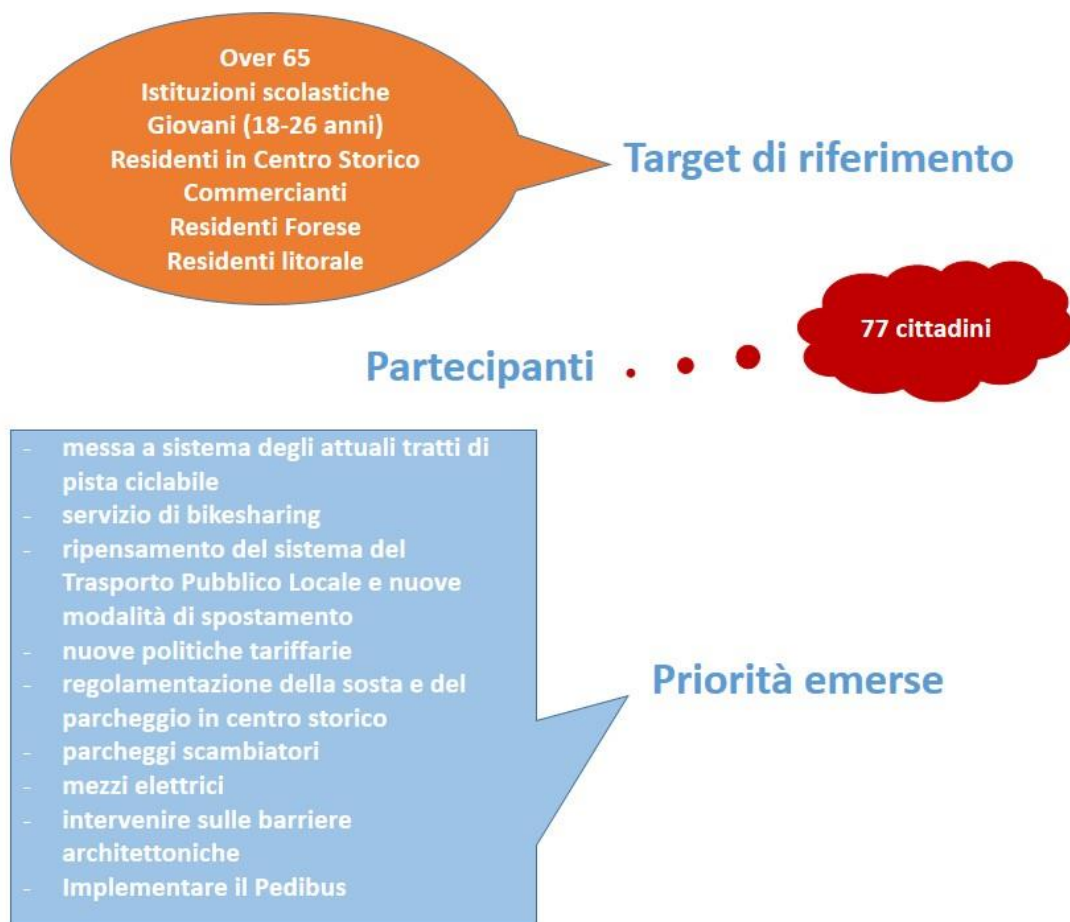 Over 65
Istituzioni scolastiche
Giovani (18-26 anni)
Residenti in Centro Storico
Commercianti
Residenti Forese
Residenti litorale
Target di riferimento
77 cittadini
Partecipanti
- messa a sistema degli attuali tratti di
pista ciclabile
- servizio di bikesharing
- ripensamento del sistema del
Trasporto Pubblico Locale e nuove
modalità di spostamento
- nuove politiche tariffarie
- regolamentazione della sosta e del
parcheggio in centro storico
- parcheggi scambiatori
- mezzi elettrici
- intervenire sulle barriere
architettoniche
- Implementare il Pedibus
Priorità emerse